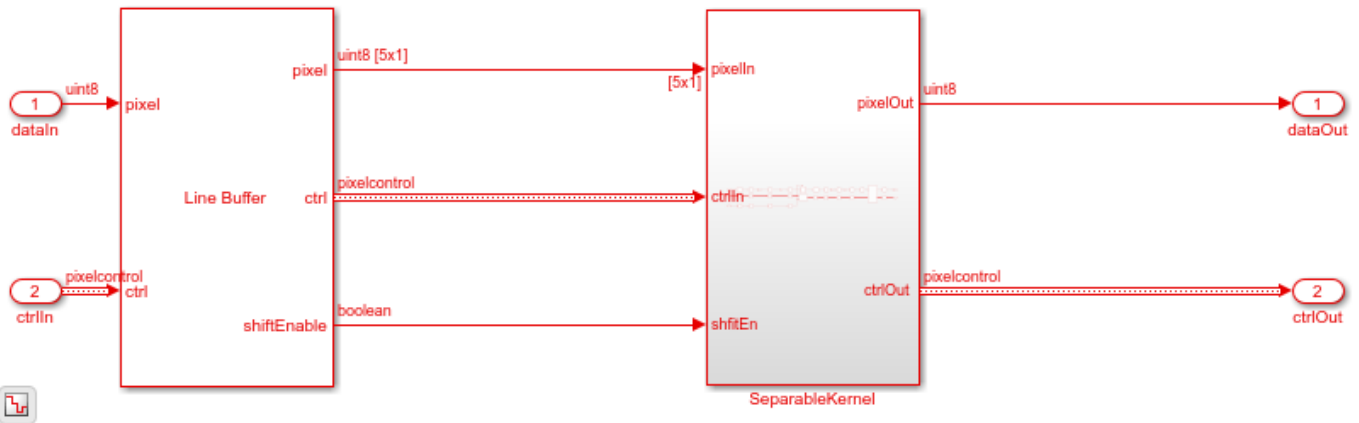 uint8 [5x1]
pixel
pixelIn
[5x1]
uint8
1
dataIn
pixel
pixelOut
uint8
1
dataOut
pixelcontrol
Line Buffer
ctrl
ctrlIn
pixelcontrol
2
ctrlIn
ctrl
ctrlOut
pixelcontrol
2
ctrlOut
boolean
shiftEnable
shfitEn
SeparableKernel